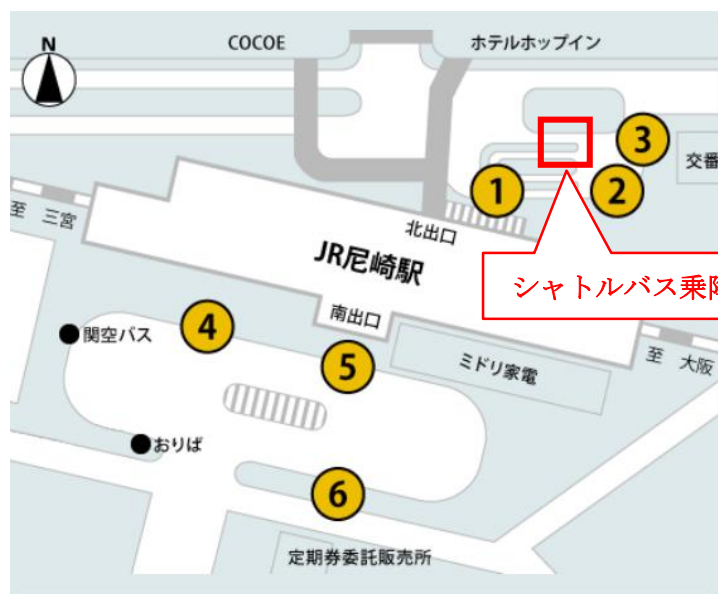 N
COCOE
ホテルホップイン
3
交番
1
2
至 三宮
北出口
JR尼崎駅
シャトルバス乗降
南出口
4
関空バス
5
ミドリ家電
至 大阪
おりば
6
定期券委託販売所